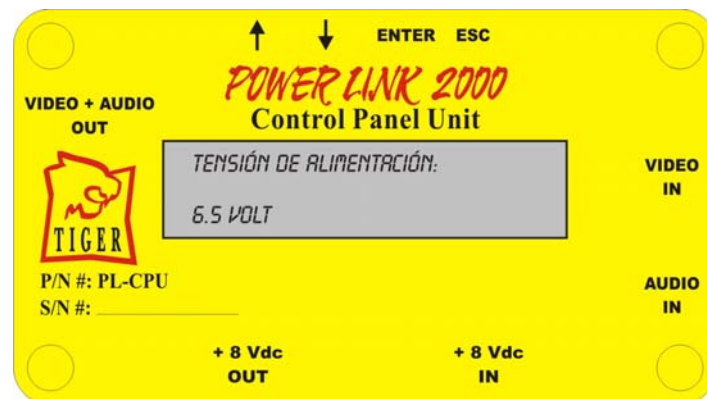 ENTER ESC
POWER LINK 2000
Control Panel Unit
VIDEO + AUDIO
OUT
TENSIÓN DE ALIMENTACIÓN:
6.5 VOLT
VIDEO
IN
TIGER
P/N #: PL-CPU
S/N #:
AUDIO
IN
+ 8 Vdc
OUT
+ 8 Vdc
IN